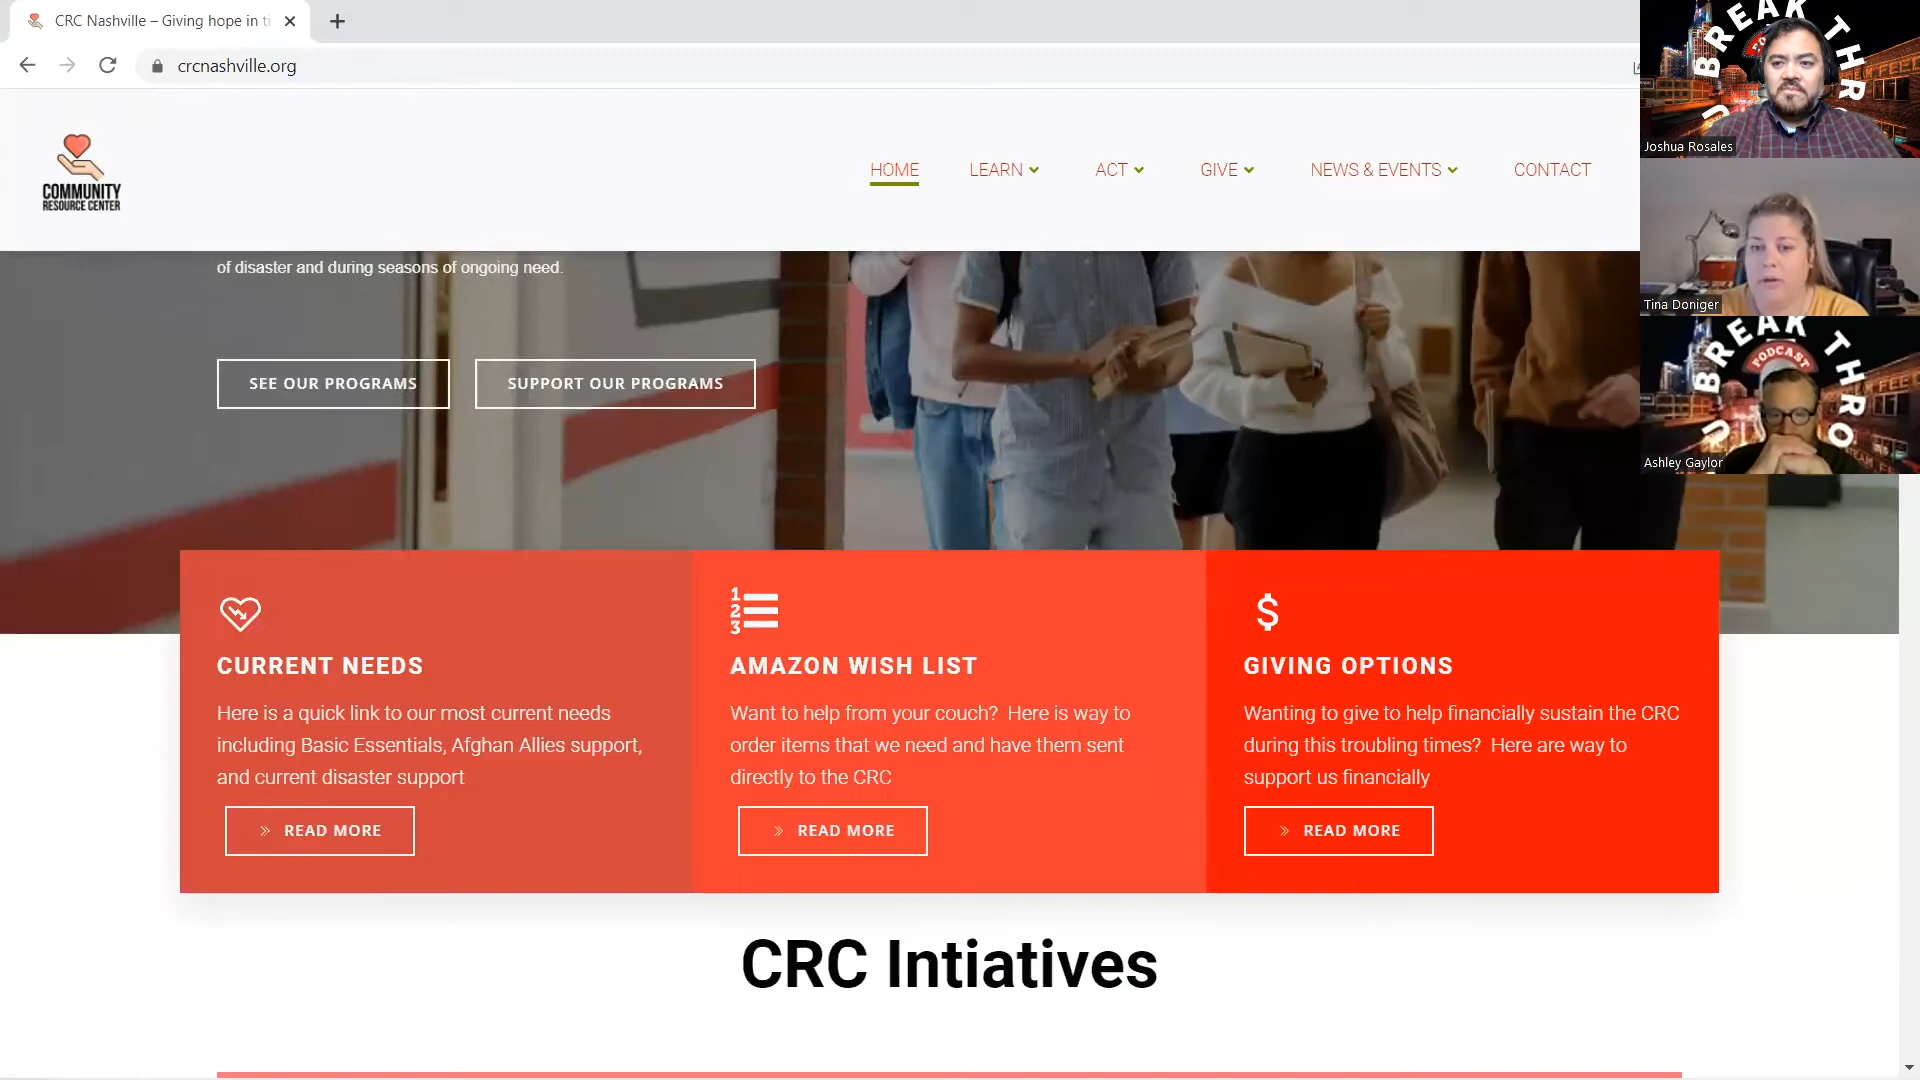 CRC Nashville – Giving hope in ti
crcnashville.org
COMMUNITY
RESOURCE CENTER
HOME
LEARN
ACT
GIVE
NEWS & EVENTS
CONTACT
of disaster and during seasons of ongoing need.
SEE OUR PROGRAMS
SUPPORT OUR PROGRAMS
BREAK THR
U
Joshua Rosales
Tina Doniger
BREAK THRO
U
PODCAST
Ashley Gaylor
CURRENT NEEDS
Here is a quick link to our most current needs
including Basic Essentials, Afghan Allies support,
and current disaster support
READ MORE
1
2
3
AMAZON WISH LIST
Want to help from your couch?  Here is way to
order items that we need and have them sent
directly to the CRC
READ MORE
$
GIVING OPTIONS
Wanting to give to help financially sustain the CRC
during this troubling times?  Here are way to
support us financially
READ MORE
CRC Intiatives